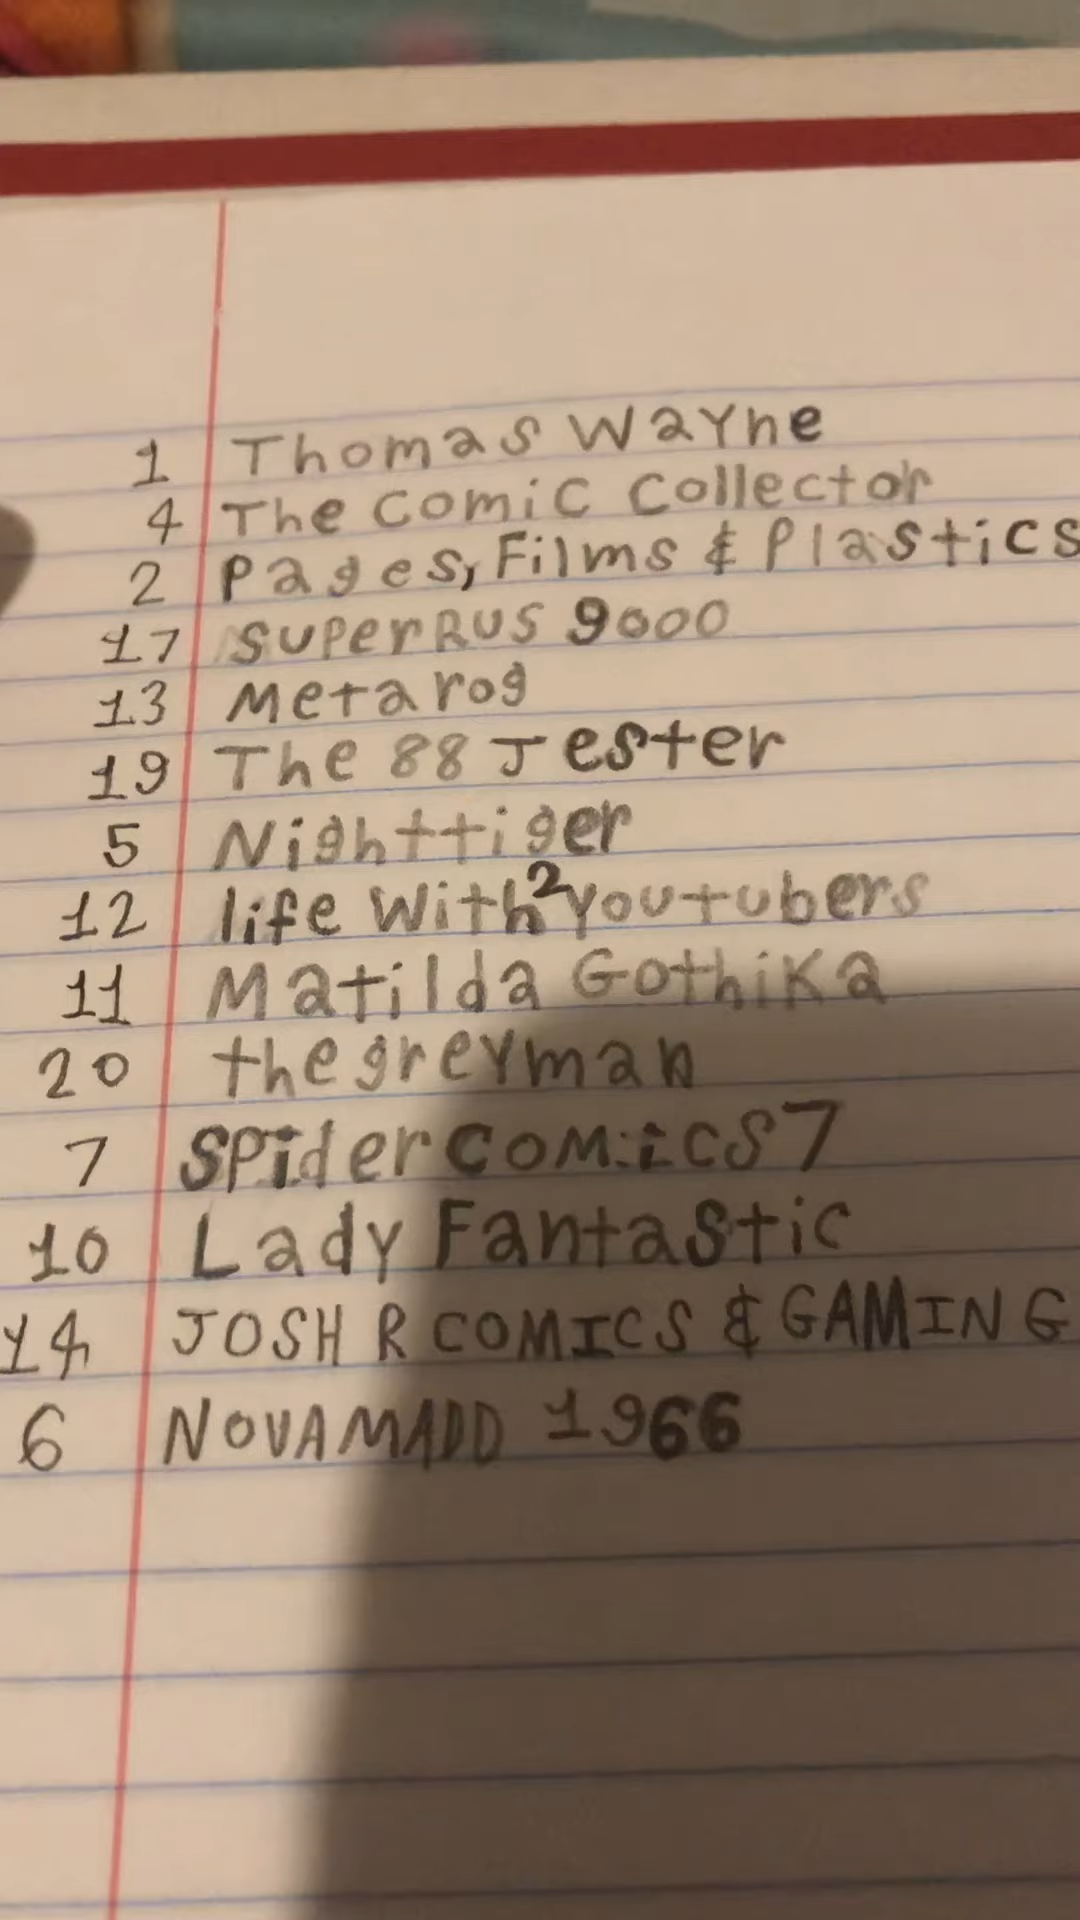 1 Thomas Wayne
4 The Comic Collector
2 Pages, Films & Plastics
17 SuperRUS 9000
13 Metarog
19 The 88 Jester
5 Nighttiger
12 life With 2 Youtubers
11 Matilda Gothika
20 thegreyman
7 SPidercomics7
10 Lady Fantastic
14 JOSH R COMICS & GAMING
6 NOVAMADD 1966